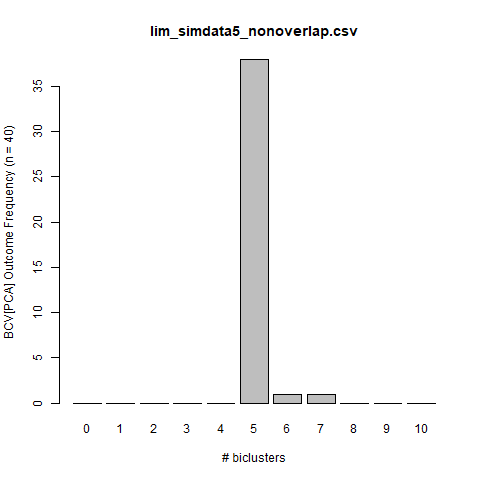 lim_simdata5_nonoverlap.csv
BCV[PCA] Outcome Frequency (n = 40)
35
30
25
20
15
10
5
0
0 1 2 3 4 5 6 7 8 9 10
# biclusters